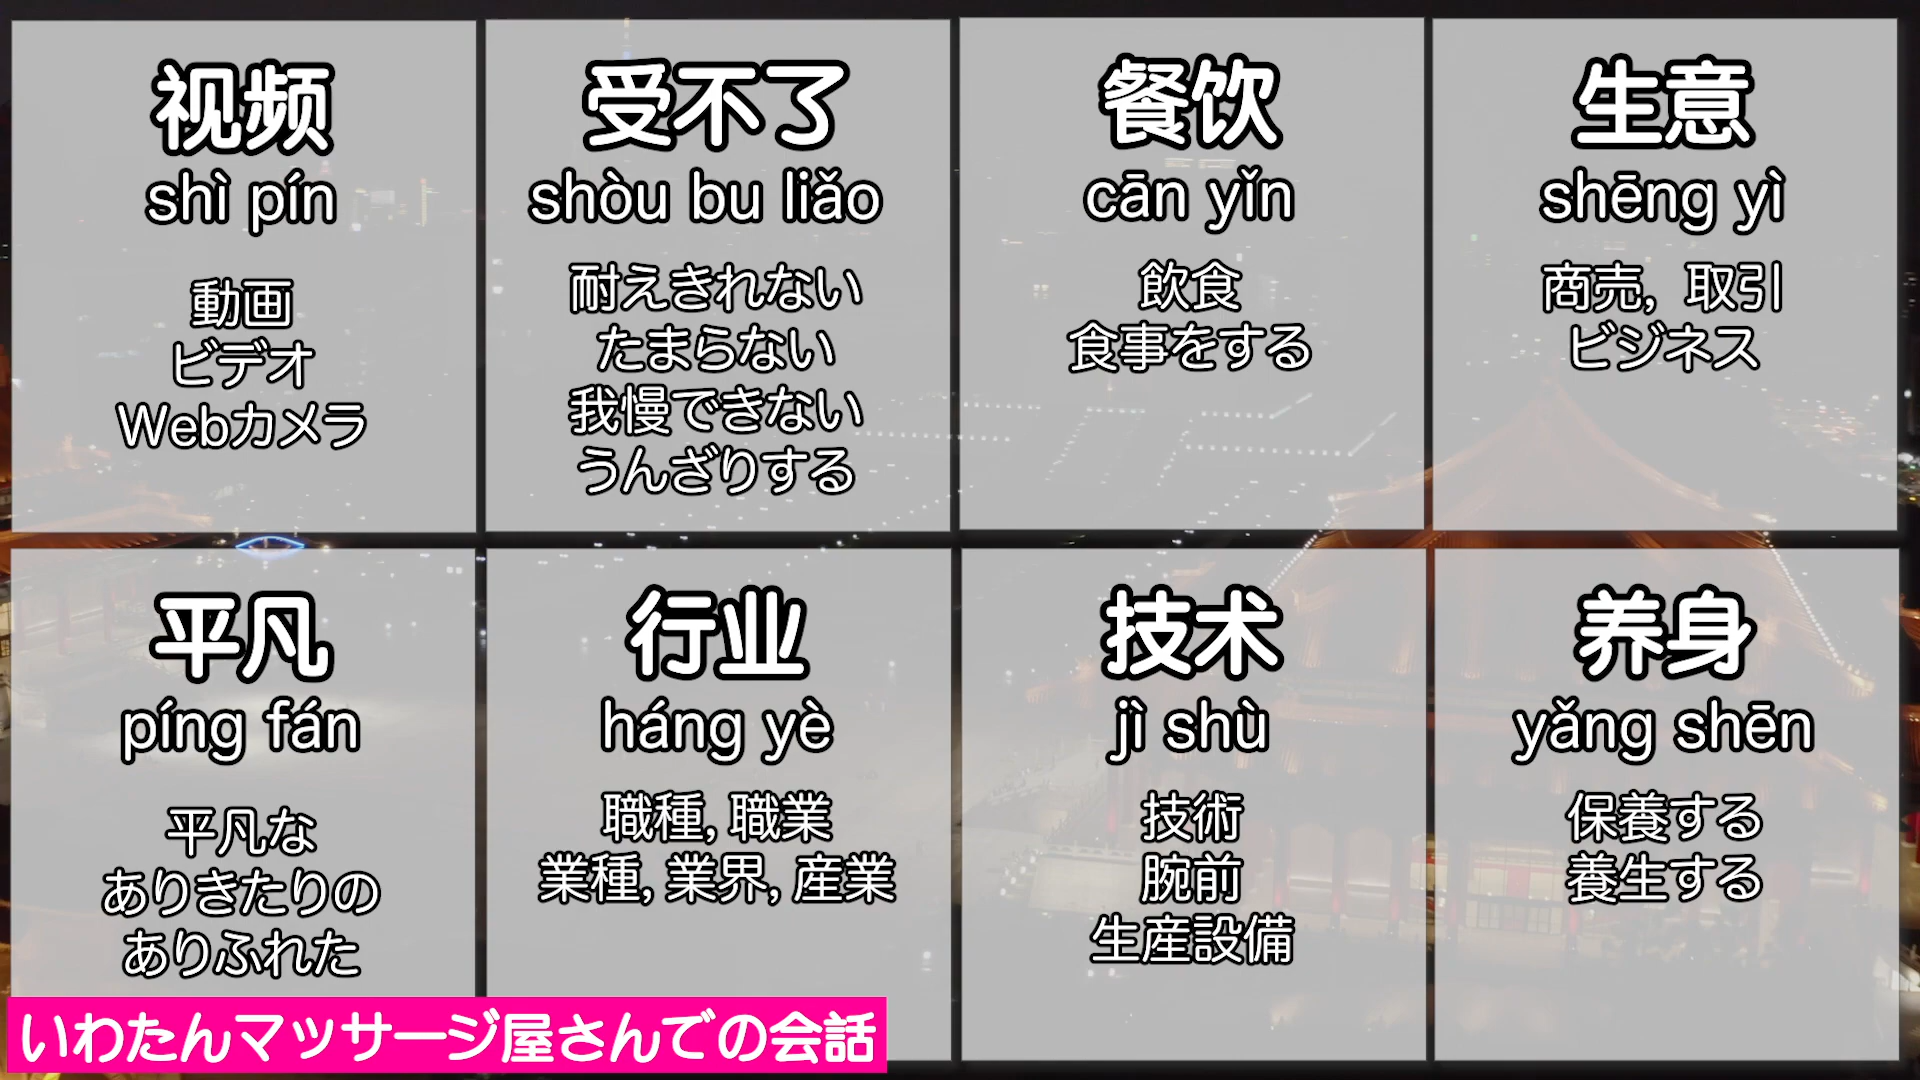 视频
shì pín
動画
ビデオ
Webカメラ
受不了
shòu bu liǎo
耐えきれない
たまらない
我慢できない
うんざりする
餐饮
cān yǐn
飲食
食事をする
生意
shēng yì
商売, 取引
ビジネス
平凡
píng fán
平凡な
ありきたりの
ありふれた
行业
háng yè
職種, 職業
業種, 業界, 産業
技术
jì shù
技術
腕前
生産設備
养身
yǎng shēn
保養する
養生する
いわたんマッサージ屋さんでの会話